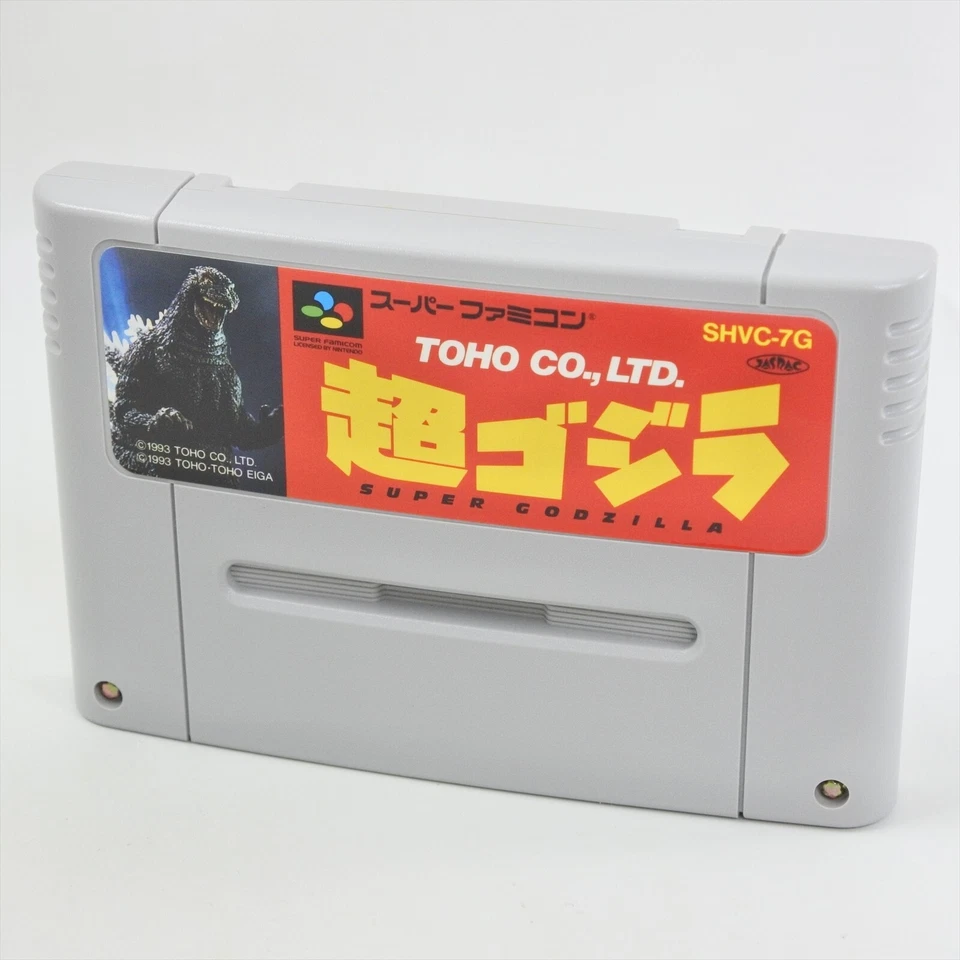 スーパーファミコン®
SUPER FAMICOM
LICENSED BY NINTENDO
SHVC-7G
JASRAC
TOHO CO., LTD.
超ゴジラ
SUPER GODZILLA
©1993 TOHO CO., LTD.
©1993 TOHO・TOHO EIGA